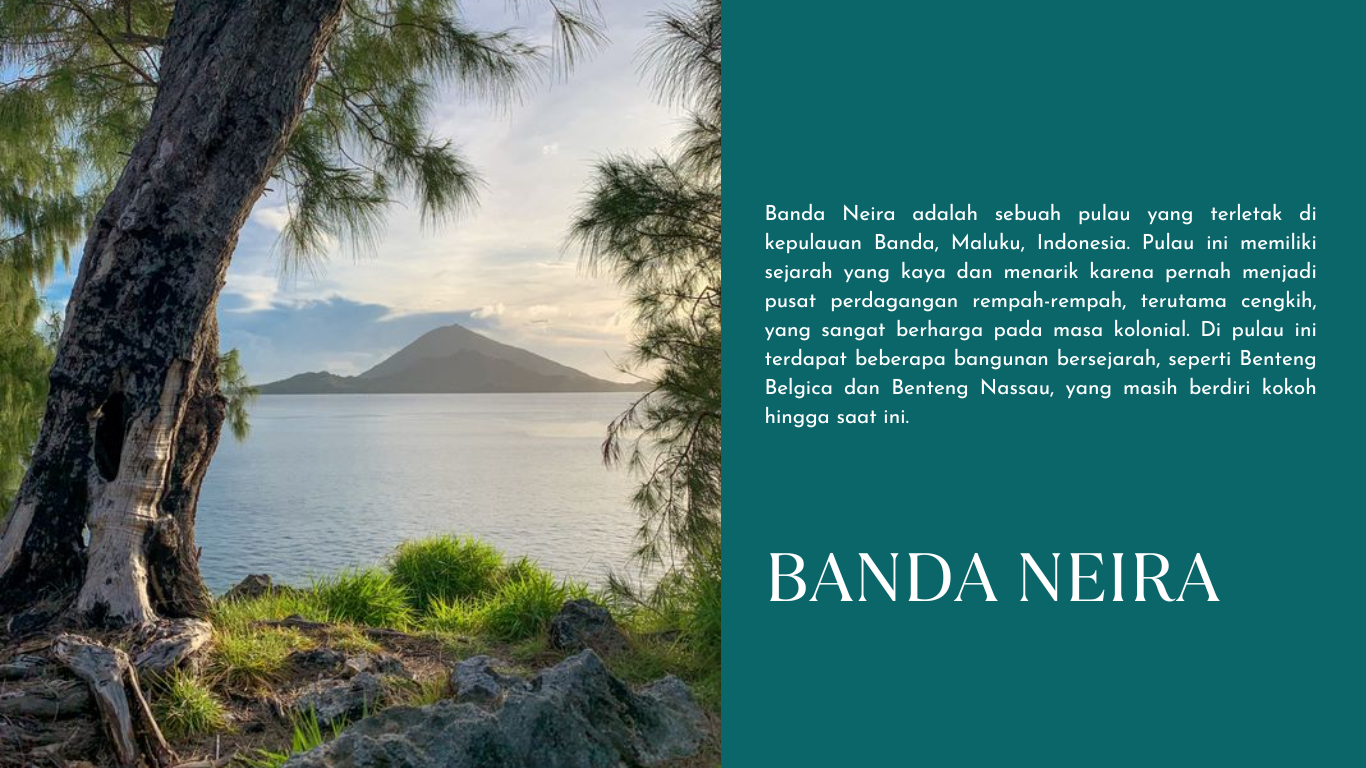 Banda Neira adalah sebuah pulau yang terletak di
kepulauan Banda, Maluku, Indonesia. Pulau ini memiliki
sejarah yang kaya dan menarik karena pernah menjadi
pusat perdagangan rempah-rempah, terutama cengkih,
yang sangat berharga pada masa kolonial. Di pulau ini
terdapat beberapa bangunan bersejarah, seperti Benteng
Belgica dan Benteng Nassau, yang masih berdiri kokoh
hingga saat ini.
BANDA NEIRA